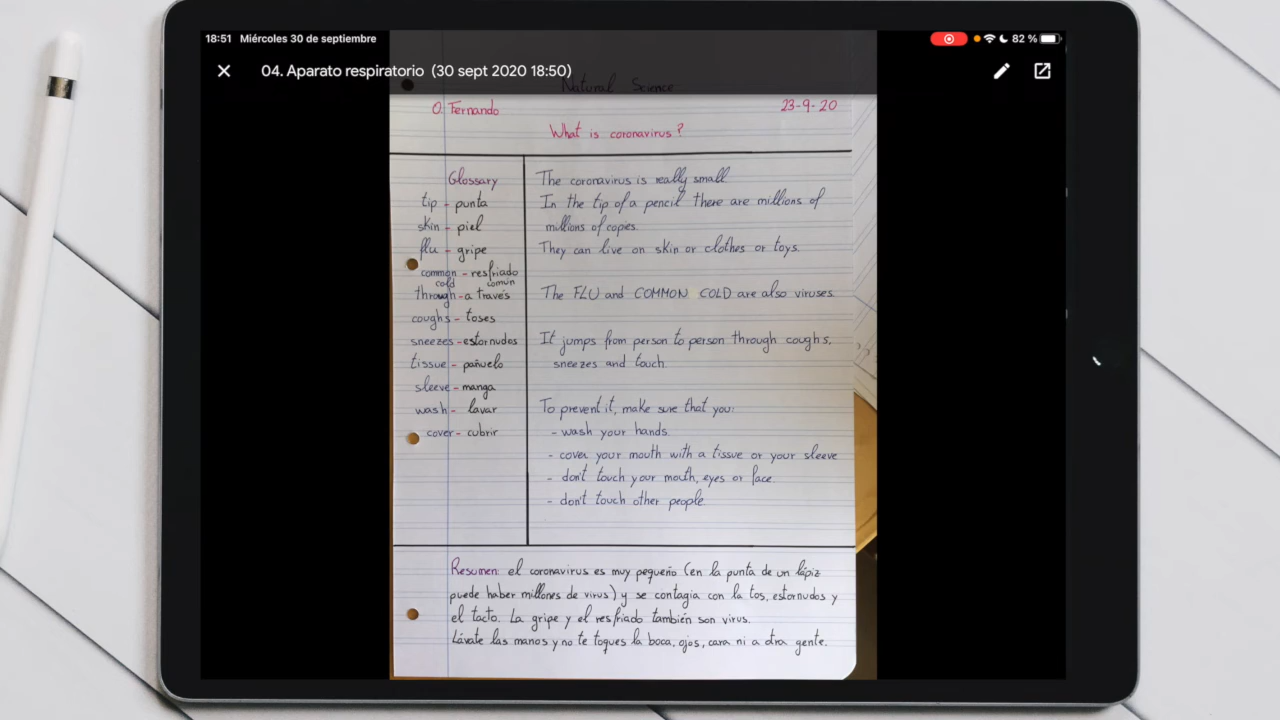 18:51 Miércoles 30 de septiembre
82 %
04. Aparato respiratorio (30 sept 2020 18:50)
Natural Science
O. Fernando
23-9-20
What is coronavirus?
Glossary
tip - punta
skin - piel
flu - gripe
common cold - resfriado común
through - a través
coughs - toses
sneezes - estornudos
tissue - pañuelo
sleeve - manga
wash - lavar
cover - cubrir
The coronavirus is really small.
In the tip of a pencil there are millions of
millions of copies.
They can live on skin or clothes or toys.
The FLU and COMMON COLD are also viruses.
It jumps from person to person through coughs,
sneezes and touch.
To prevent it, make sure that you:
- wash your hands
- cover your mouth with a tissue or your sleeve
- don't touch your mouth, eyes or face
- don't touch other people.
Resumen: el coronavirus es muy pequeño (en la punta de un lápiz
puede haber millones de virus) y se contagia con la tos, estornudos y
el tacto. La gripe y el resfriado también son virus.
Lávate las manos y no te toques la boca, ojos, cara ni a otra gente.